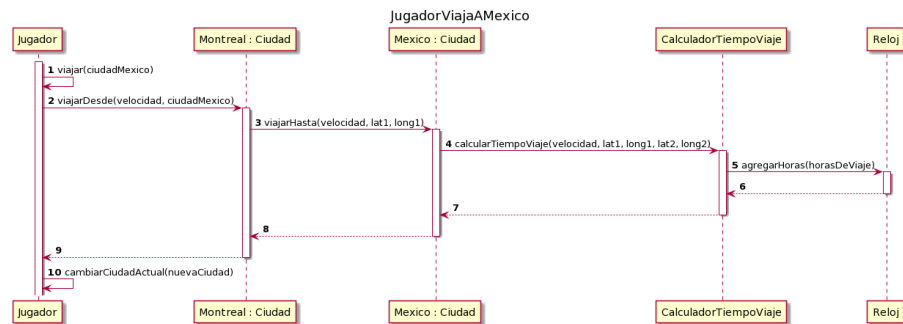 JugadorViajaAMexico
Jugador Montreal : Ciudad Mexico : Ciudad CalculadorTiempoViaje Reloj
1 viajar(ciudadMexico)
2 viajarDesde(velocidad, ciudadMexico)
3 viajarHasta(velocidad, lat1, long1)
4 calcularTiempoViaje(velocidad, lat1, long1, lat2, long2)
5 agregarHoras(horasDeViaje)
6
7
8
9
10 cambiarCiudadActual(nuevaCiudad)
Jugador Montreal : Ciudad Mexico : Ciudad CalculadorTiempoViaje Reloj